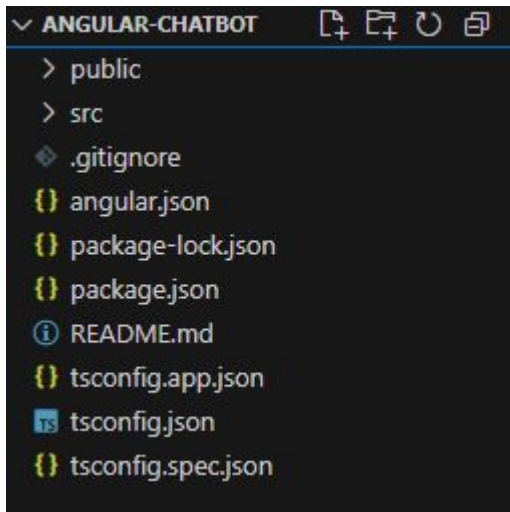 ANGULAR-CHATBOT
public
src
.gitignore
{} angular.json
{} package-lock.json
{} package.json
README.md
{} tsconfig.app.json
TS tsconfig.json
{} tsconfig.spec.json